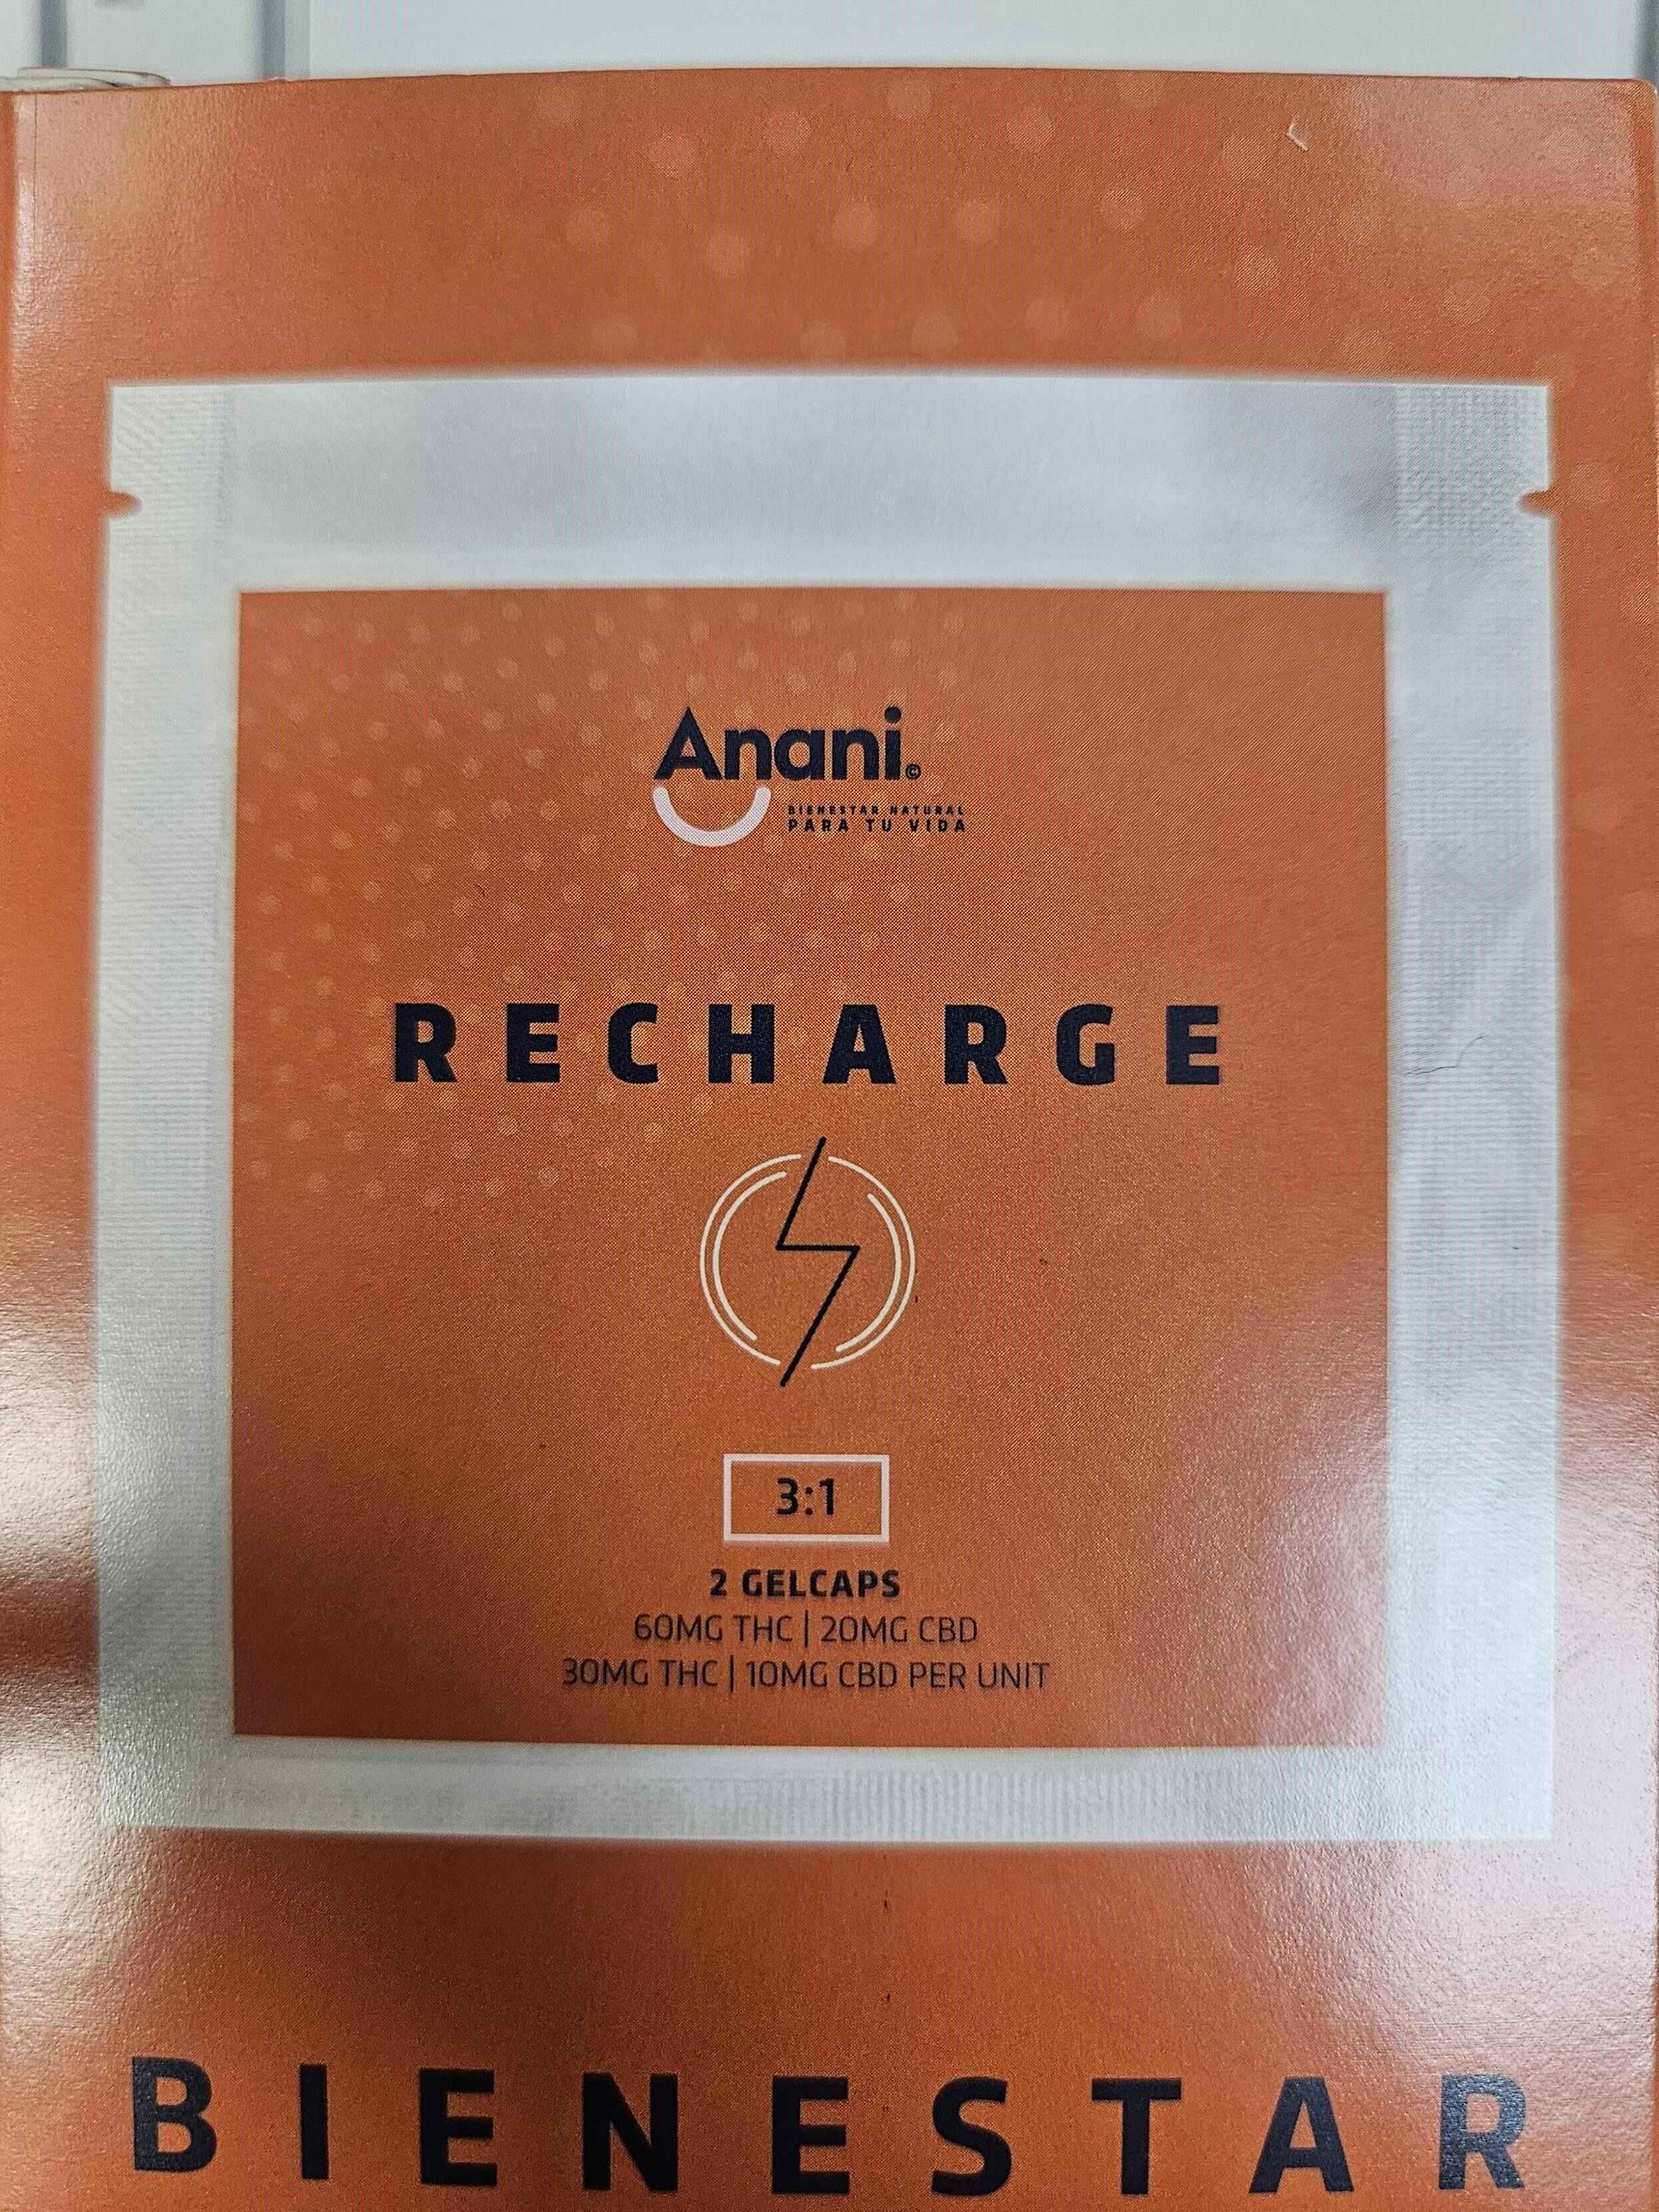 Anani.©
BIENESTAR NATURAL
PARA TU VIDA
RECHARGE
3:1
2 GELCAPS
60MG THC | 20MG CBD
30MG THC | 10MG CBD PER UNIT
BIENESTAR